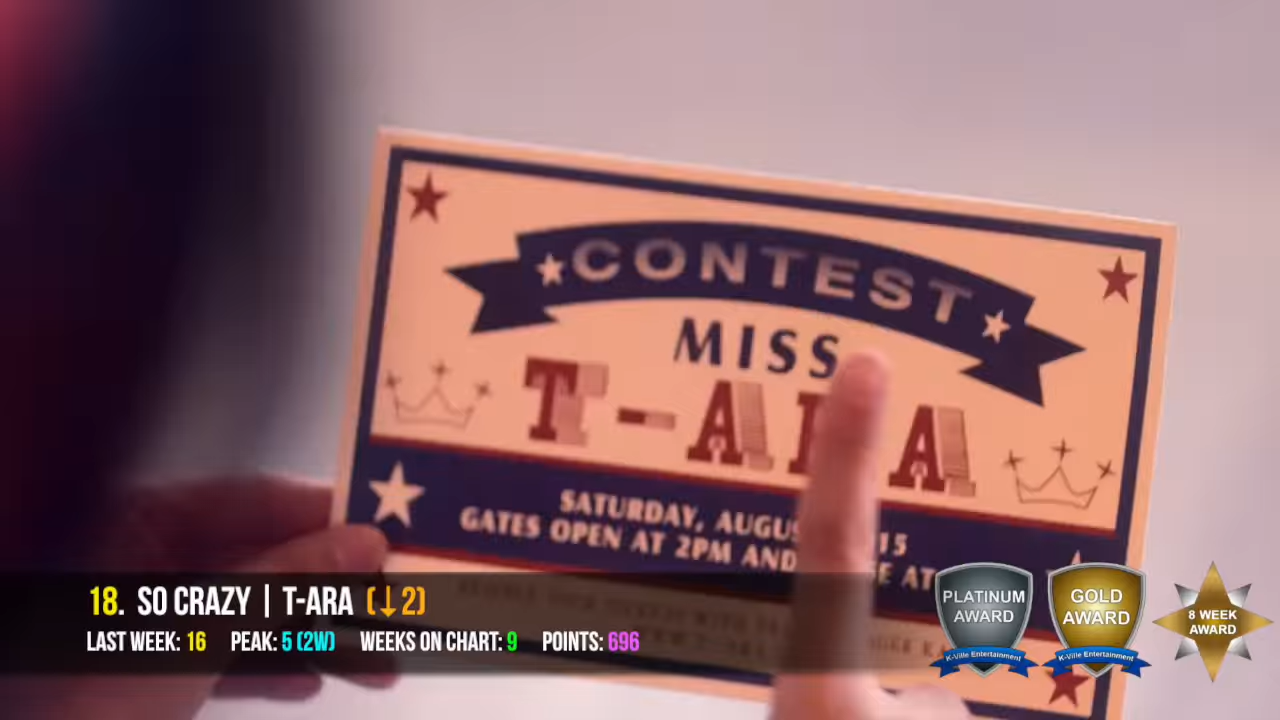 CONTEST
MISS
T-ARA
SATURDAY, 15
GATES OPEN AT 2PM AND AT
18. SO CRAZY | T-ARA (↓2)
LAST WEEK: 16 PEAK: 5 (2W) WEEKS ON CHART: 9 POINTS: 696
PLATINUM
AWARD
K-Ville Entertainment
GOLD
AWARD
K-Ville Entertainment
8 WEEK
AWARD